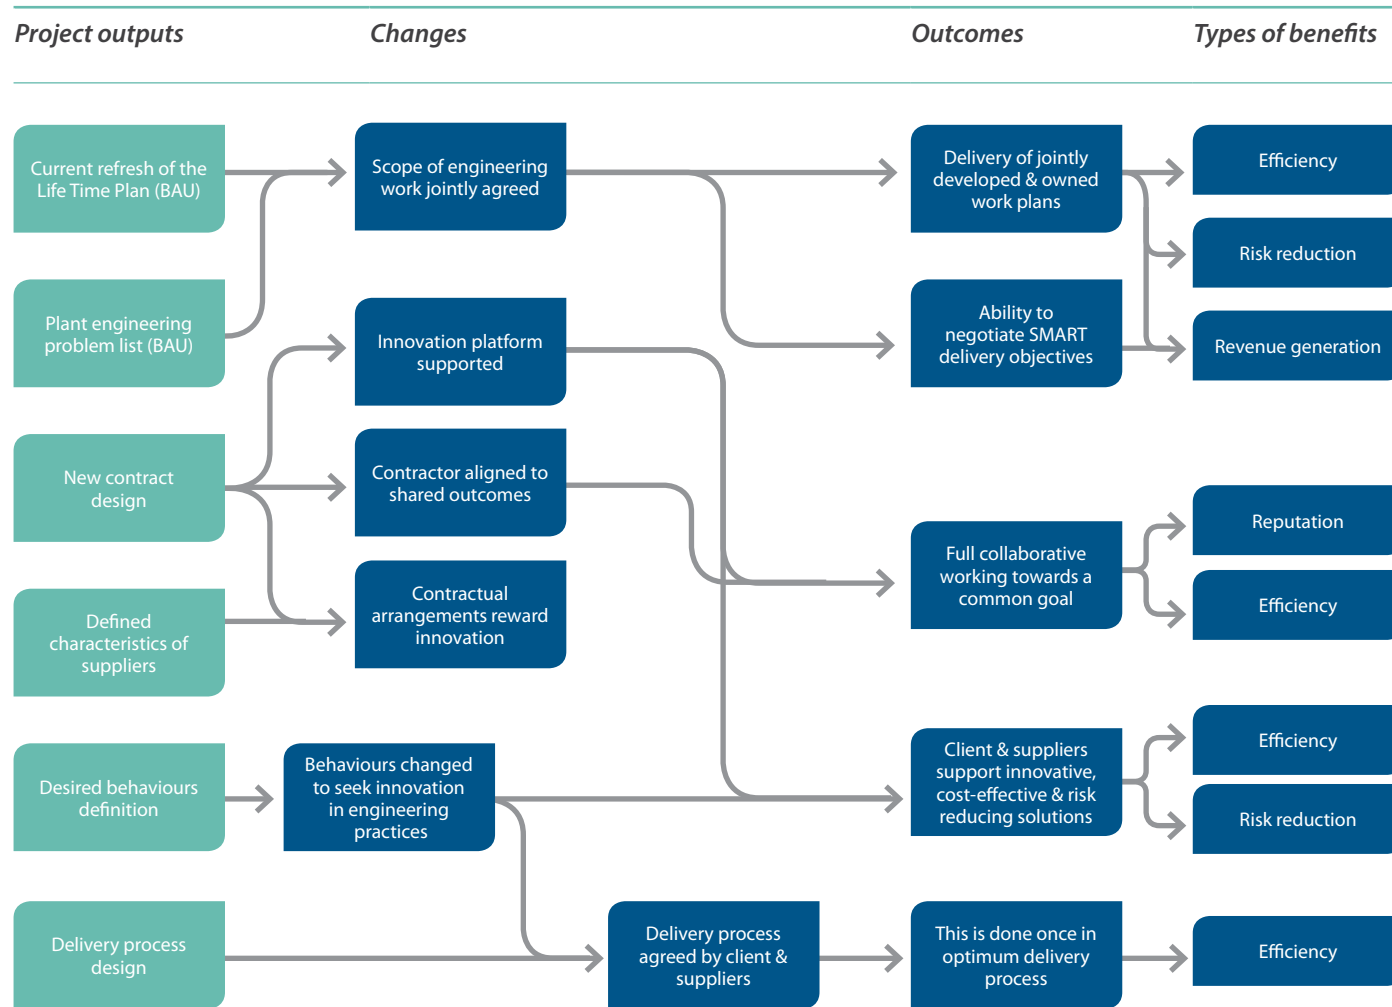 Project outputs
Changes
Outcomes
Types of benefits
Current refresh of the
Life Time Plan (BAU)
Scope of engineering
work jointly agreed
Delivery of jointly
developed & owned
work plans
Efficiency
Risk reduction
Plant engineering
problem list (BAU)
Innovation platform
supported
Ability to
negotiate SMART
delivery objectives
Revenue generation
New contract
design
Contractor aligned to
shared outcomes
Full collaborative
working towards a
common goal
Reputation
Efficiency
Defined
characteristics of
suppliers
Contractual
arrangements reward
innovation
Desired behaviours
definition
Behaviours changed
to seek innovation
in engineering
practices
Client & suppliers
support innovative,
cost-effective & risk
reducing solutions
Efficiency
Risk reduction
Delivery process
design
Delivery process
agreed by client &
suppliers
This is done once in
optimum delivery
process
Efficiency